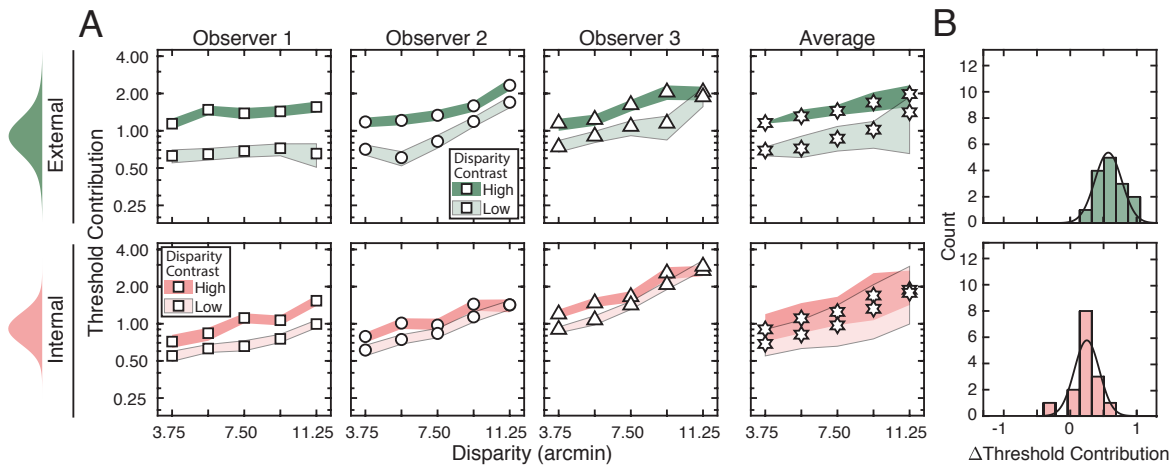 A
B
Observer 1
Observer 2
Observer 3
Average
External
Internal
Threshold Contribution
4.00
2.00
1.00
0.50
0.25
Disparity
Contrast
High
Low
4.00
2.00
1.00
0.50
0.25
Disparity
Contrast
High
Low
3.75 7.50 11.25
3.75 7.50 11.25
3.75 7.50 11.25
3.75 7.50 11.25
Disparity (arcmin)
Count
12
10
8
6
4
2
0
12
10
8
6
4
2
0
-1 0 1
ΔThreshold Contribution